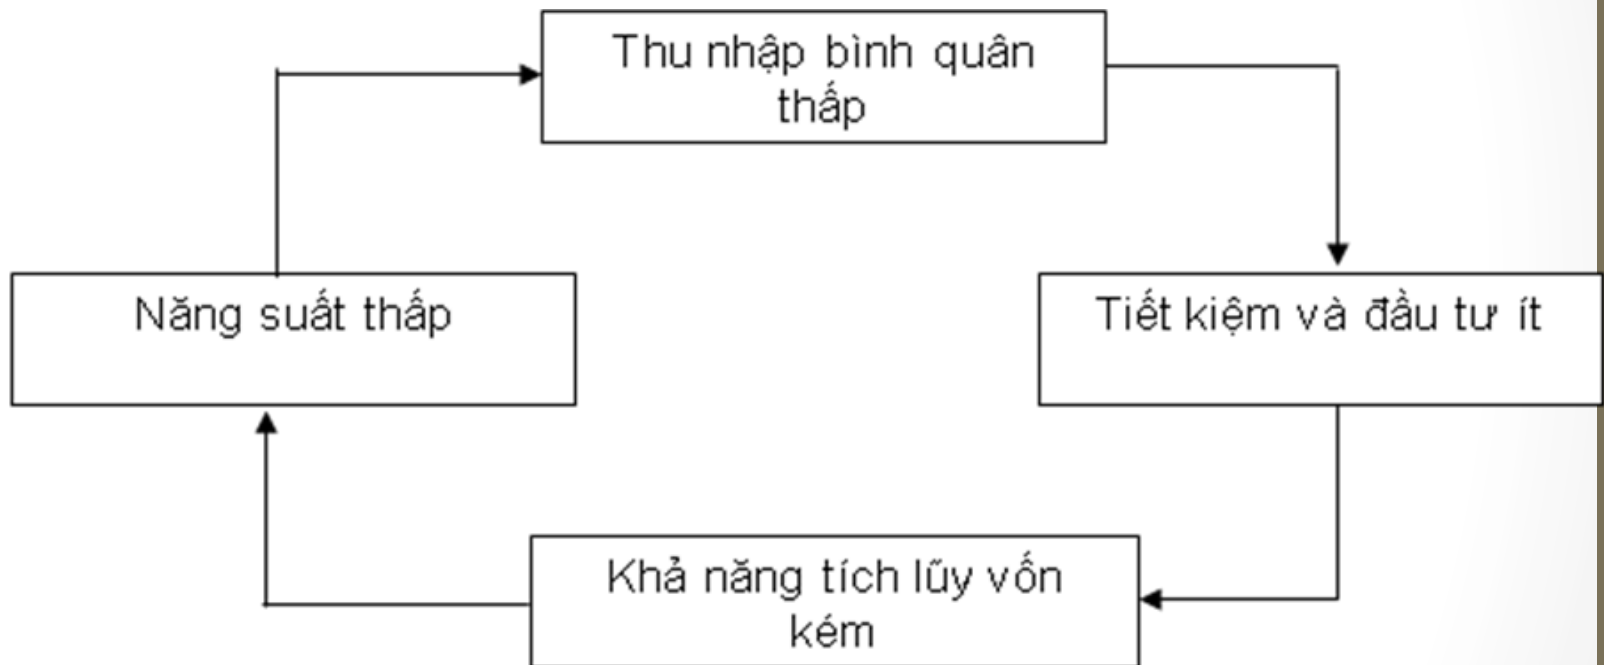 Thu nhập bình quân
thấp
Năng suất thấp
Tiết kiệm và đầu tư ít
Khả năng tích lũy vốn
kém